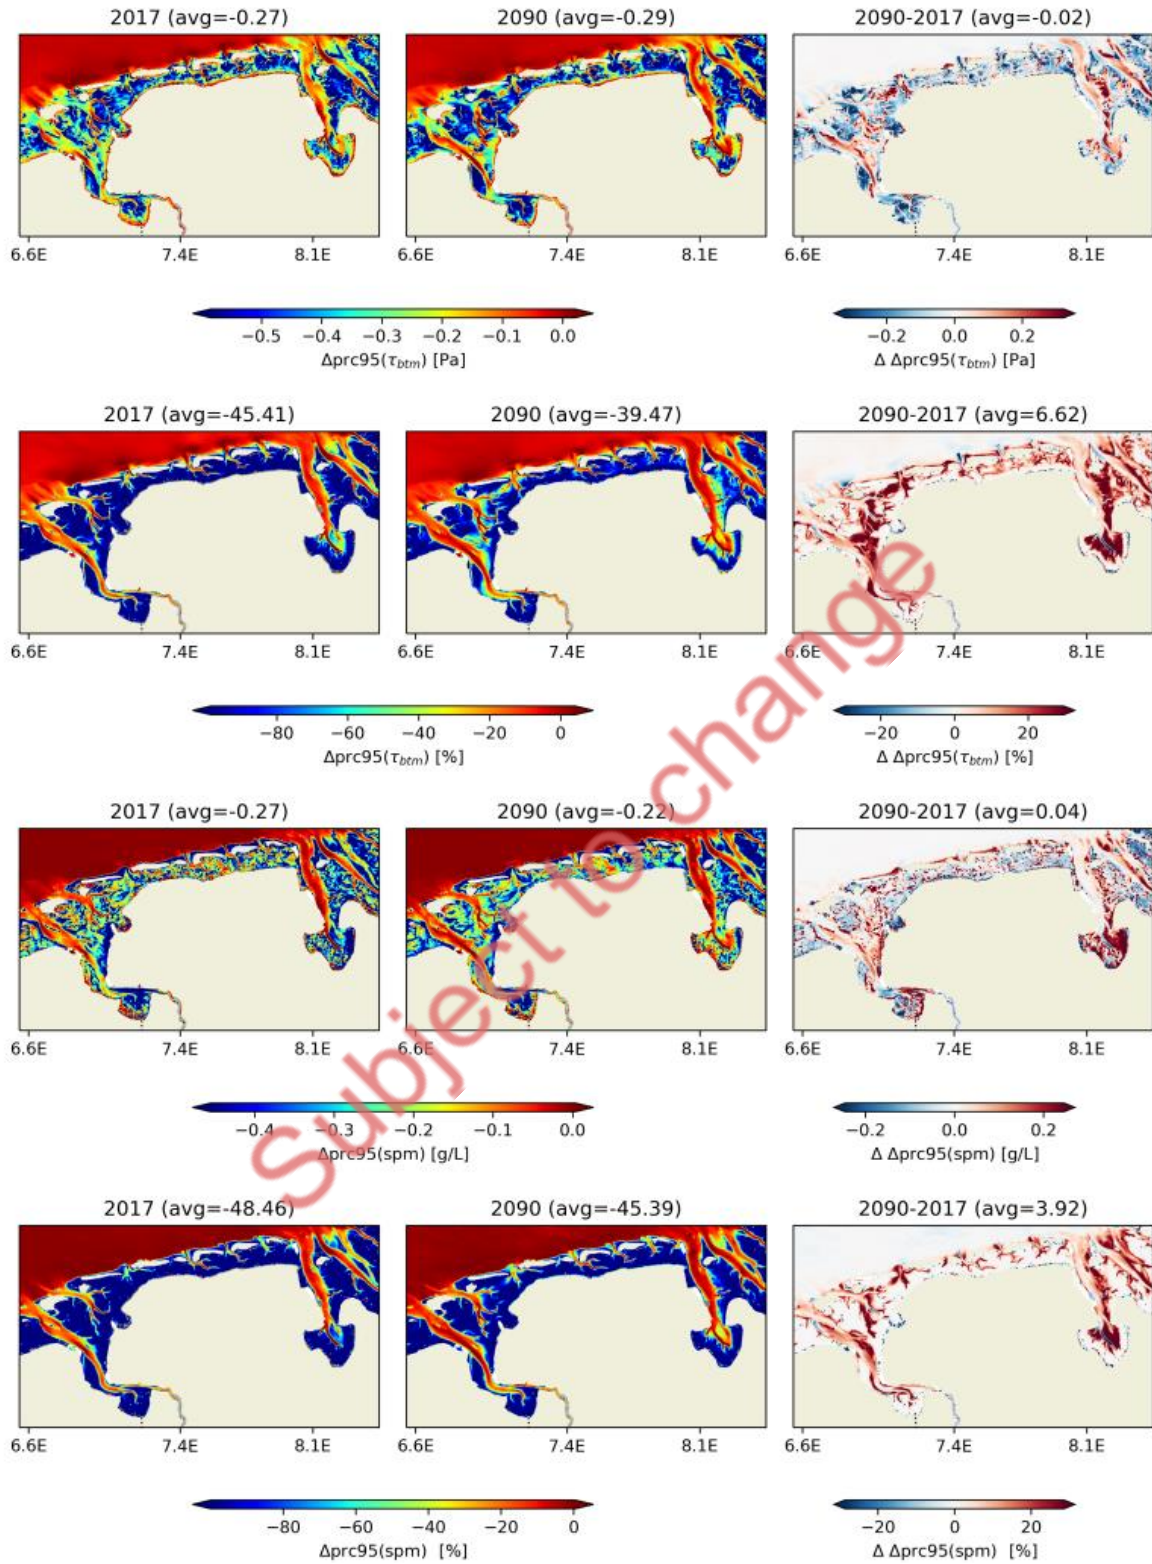 2017 (avg=-0.27) 2090 (avg=-0.29) 2090-2017 (avg=-0.02)
6.6E 7.4E 8.1E 6.6E 7.4E 8.1E 6.6E 7.4E 8.1E
−0.5 −0.4 −0.3 −0.2 −0.1 0.0 −0.2 0.0 0.2
Δprc95(τbtm) [Pa] Δ Δprc95(τbtm) [Pa]
2017 (avg=-45.41) 2090 (avg=-39.47) 2090-2017 (avg=6.62)
6.6E 7.4E 8.1E 6.6E 7.4E 8.1E 6.6E 7.4E 8.1E
−80 −60 −40 −20 0 −20 0 20
Δprc95(τbtm) [%] Δ Δprc95(τbtm) [%]
2017 (avg=-0.27) 2090 (avg=-0.22) 2090-2017 (avg=0.04)
6.6E 7.4E 8.1E 6.6E 7.4E 8.1E 6.6E 7.4E 8.1E
−0.4 −0.3 −0.2 −0.1 0.0 −0.2 0.0 0.2
Δprc95(spm) [g/L] Δ Δprc95(spm) [g/L]
2017 (avg=-48.46) 2090 (avg=-45.39) 2090-2017 (avg=3.92)
6.6E 7.4E 8.1E 6.6E 7.4E 8.1E 6.6E 7.4E 8.1E
−80 −60 −40 −20 0 −20 0 20
Δprc95(spm) [%] Δ Δprc95(spm) [%]
Subject to change